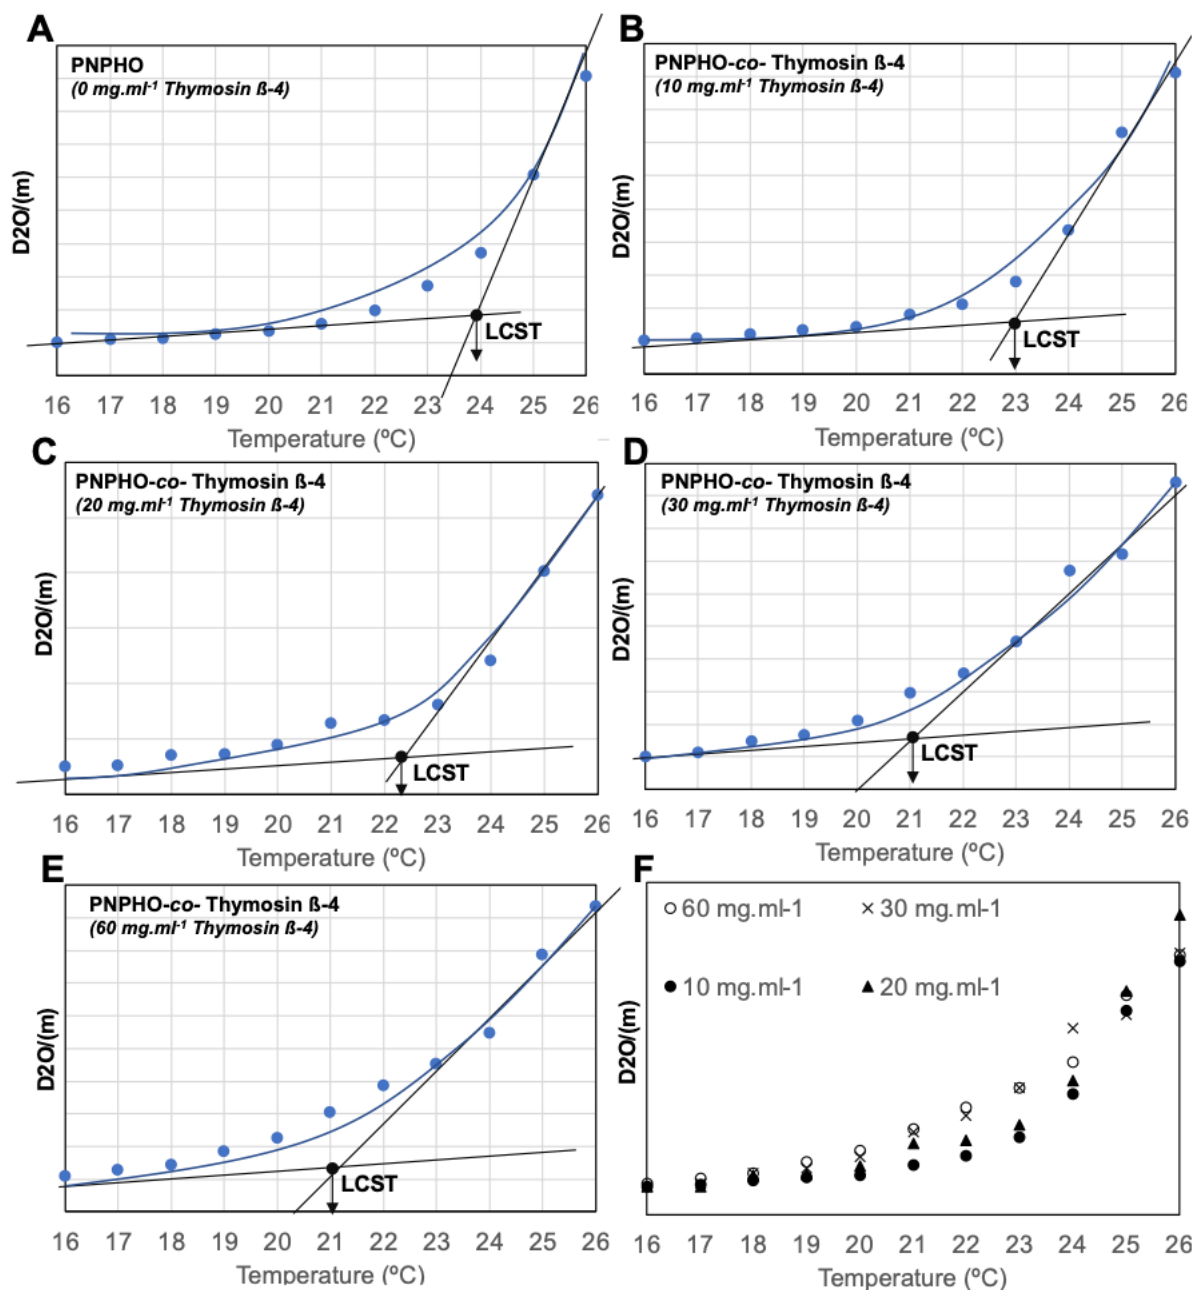 A
PNPHO
(0 mg.ml-1 Thymosin ß-4)
D2O/(m)
LCST
16 17 18 19 20 21 22 23 24 25 26
Temperature (ºC)
B
PNPHO-co- Thymosin ß-4
(10 mg.ml-1 Thymosin ß-4)
D2O/(m)
LCST
16 17 18 19 20 21 22 23 24 25 26
Temperature (ºC)
C
PNPHO-co- Thymosin ß-4
(20 mg.ml-1 Thymosin ß-4)
D2O/(m)
LCST
16 17 18 19 20 21 22 23 24 25 26
Temperature (ºC)
D
PNPHO-co- Thymosin ß-4
(30 mg.ml-1 Thymosin ß-4)
D2O/(m)
LCST
16 17 18 19 20 21 22 23 24 25 26
Temperature (ºC)
E
PNPHO-co- Thymosin ß-4
(60 mg.ml-1 Thymosin ß-4)
D2O/(m)
LCST
16 17 18 19 20 21 22 23 24 25 26
Temperature (ºC)
F
60 mg.ml-1 30 mg.ml-1
10 mg.ml-1 20 mg.ml-1
D2O/(m)
16 17 18 19 20 21 22 23 24 25 26
Temperature (ºC)